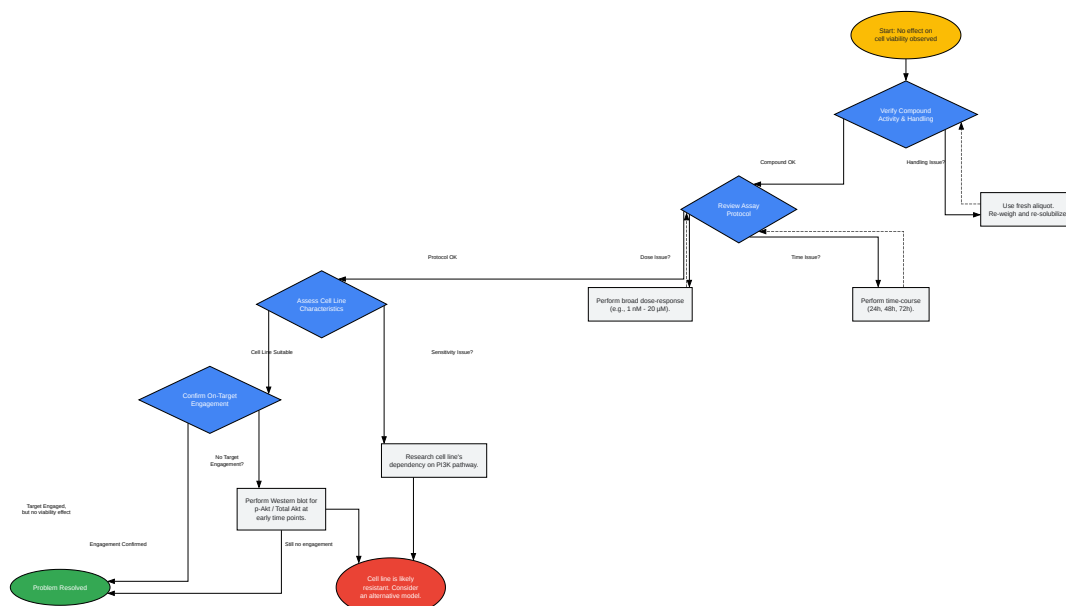 Start: No effect on
cell viability observed
Verify Compound
Activity & Handling
Compound OK
Handling Issue?
Use fresh aliquot.
Re-weigh and re-solubilize
Review Assay
Protocol
Protocol OK
Dose Issue?
Time Issue?
Perform broad dose-response
(e.g., 1 nM - 20 µM).
Perform time-course
(24h, 48h, 72h).
Assess Cell Line
Characteristics
Cell Line Suitable
Sensitivity Issue?
Confirm On-Target
Engagement
No Target
Engagement?
Research cell line's
dependency on PI3K pathway.
Perform Western blot for
p-Akt / Total Akt at
early time points.
Target Engaged,
but no viability effect
Engagement Confirmed
Still no engagement
Problem Resolved
Cell line is likely
resistant. Consider
an alternative model.